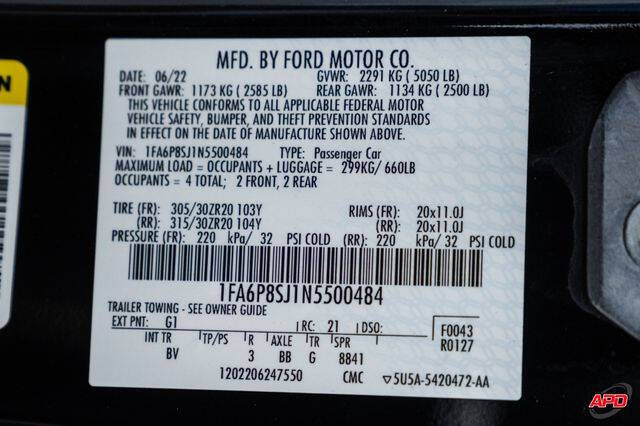 MFD. BY FORD MOTOR CO.
DATE: 06/22 GVWR: 2291 KG ( 5050 LB)
FRONT GAWR: 1173 KG ( 2585 LB) REAR GAWR: 1134 KG ( 2500 LB)
THIS VEHICLE CONFORMS TO ALL APPLICABLE FEDERAL MOTOR
VEHICLE SAFETY, BUMPER, AND THEFT PREVENTION STANDARDS
IN EFFECT ON THE DATE OF MANUFACTURE SHOWN ABOVE.
VIN: 1FA6P8SJ1N5500484 TYPE: Passenger Car
MAXIMUM LOAD = OCCUPANTS + LUGGAGE = 299KG/ 660LB
OCCUPANTS = 4 TOTAL; 2 FRONT, 2 REAR
TIRE (FR): 305/30ZR20 103Y RIMS (FR): 20x11.0J
(RR): 315/30ZR20 104Y (RR): 20x11.0J
PRESSURE (FR): 220 kPa/ 32 PSI COLD (RR): 220 kPa/ 32 PSI COLD
1FA6P8SJ1N5500484
TRAILER TOWING - SEE OWNER GUIDE
EXT PNT: G1 RC: 21 DSO: F0043
INT TR TP/PS R AXLE TR SPR R0127
BV 3 BB G 8841
1202206247550 CMC ▽5U5A-5420472-AA
APD